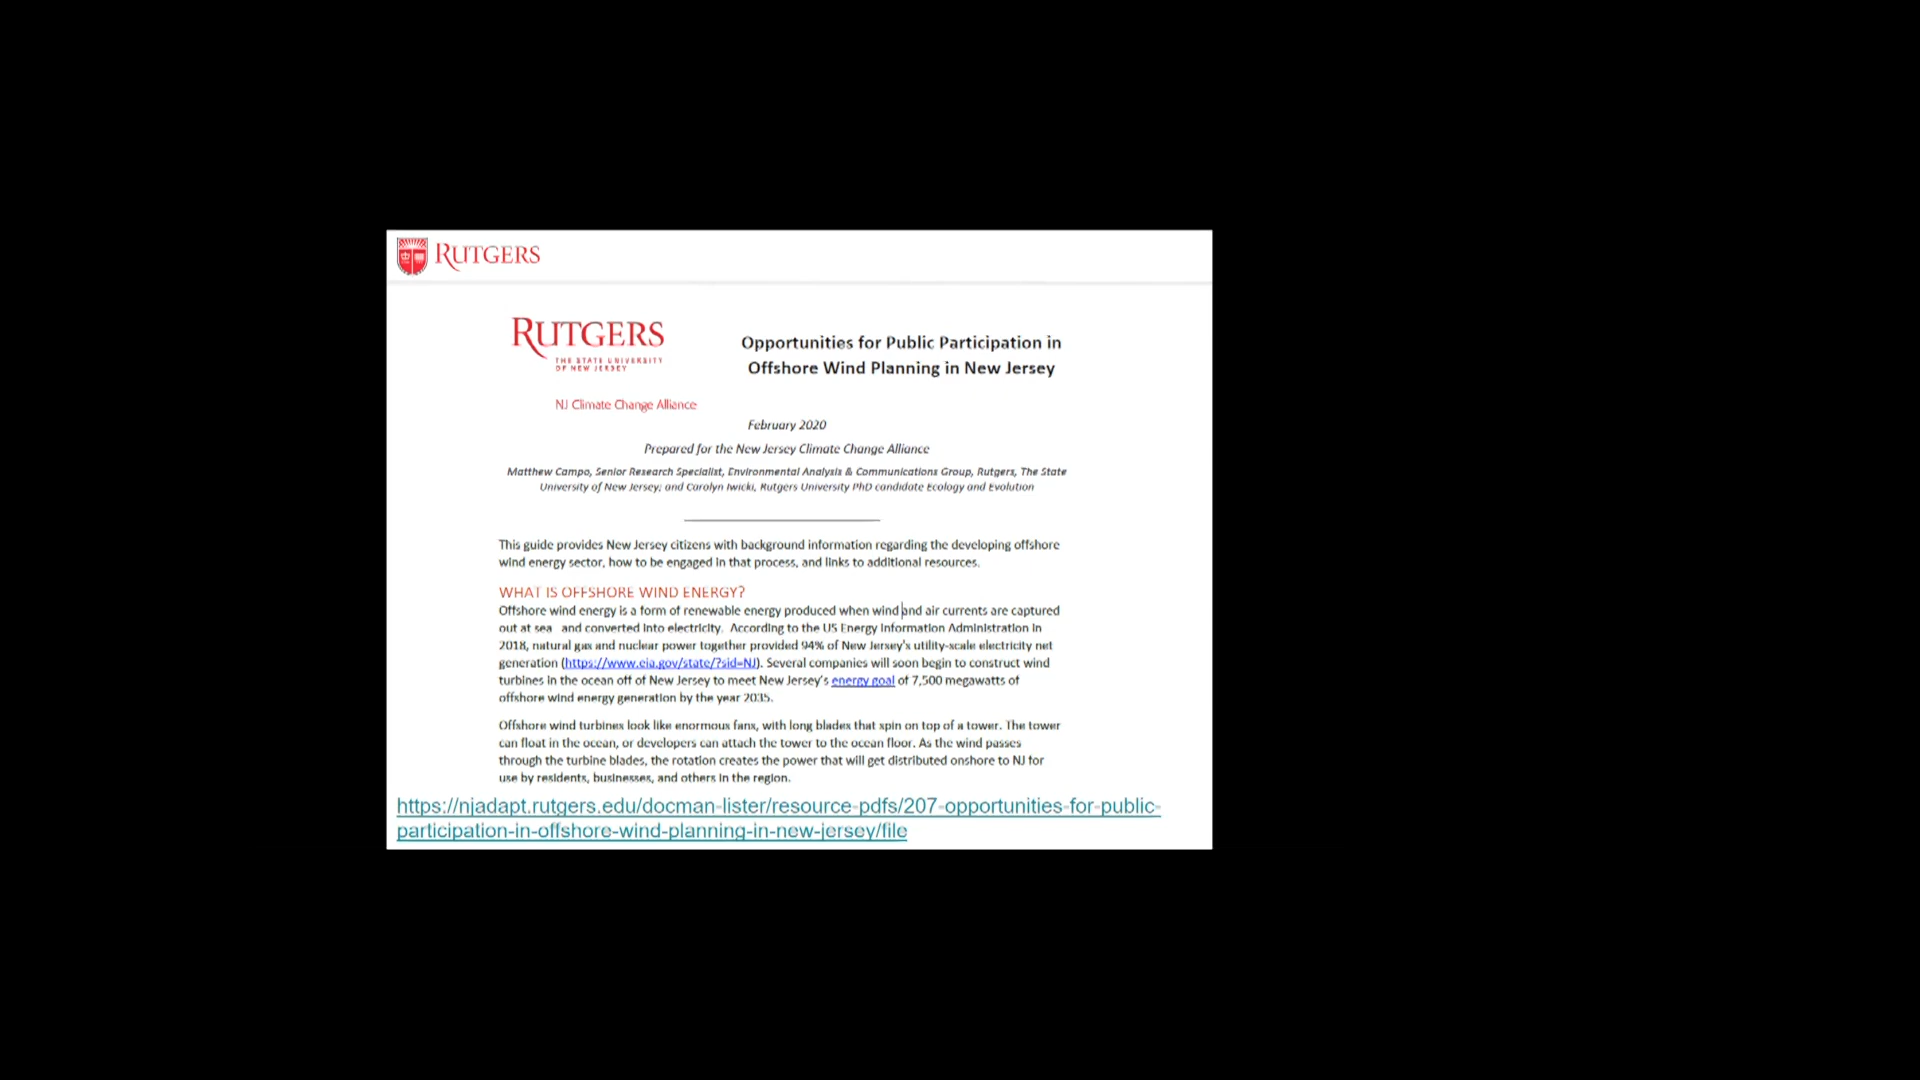 RUTGERS
RUTGERS
THE STATE UNIVERSITY
OF NEW JERSEY
Opportunities for Public Participation in
Offshore Wind Planning in New Jersey
NJ Climate Change Alliance
February 2020
Prepared for the New Jersey Climate Change Alliance
Matthew Campo, Senior Research Specialist, Environmental Analysis & Communications Group, Rutgers, The State
University of New Jersey; and Carolyn Iwicki, Rutgers University PhD candidate Ecology and Evolution
This guide provides New Jersey citizens with background information regarding the developing offshore
wind energy sector, how to be engaged in that process, and links to additional resources.
WHAT IS OFFSHORE WIND ENERGY?
Offshore wind energy is a form of renewable energy produced when wind and air currents are captured
out at sea and converted into electricity. According to the US Energy Information Administration in
2018, natural gas and nuclear power together provided 94% of New Jersey's utility-scale electricity net
generation (https://www.eia.gov/state/?sid=NJ). Several companies will soon begin to construct wind
turbines in the ocean off of New Jersey to meet New Jersey's energy goal of 7,500 megawatts of
offshore wind energy generation by the year 2035.
Offshore wind turbines look like enormous fans, with long blades that spin on top of a tower. The tower
can float in the ocean, or developers can attach the tower to the ocean floor. As the wind passes
through the turbine blades, the rotation creates the power that will get distributed onshore to NJ for
use by residents, businesses, and others in the region.
https://njadapt.rutgers.edu/docman-lister/resource-pdfs/207-opportunities-for-public-
participation-in-offshore-wind-planning-in-new-jersey/file